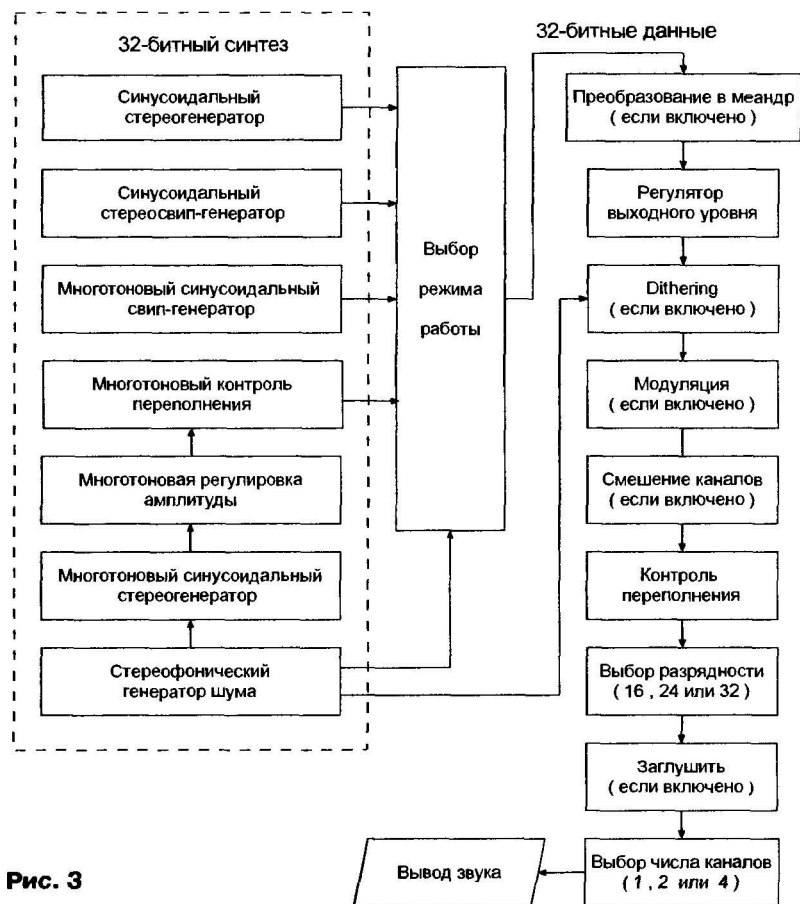 32-битный синтез
Синусоидальный
стереогенератор
Синусоидальный
стереосвип-генератор
Многотоновый синусоидальный
свип-генератор
Многотоновый контроль
переполнения
Многотоновая регулировка
амплитуды
Многотоновый синусоидальный
стереогенератор
Стереофонический
генератор шума
Выбор
режима
работы
32-битные данные
Преобразование в меандр
( если включено )
Регулятор
выходного уровня
Dithering
( если включено )
Модуляция
( если включено )
Смешение каналов
( если включено )
Контроль
переполнения
Выбор разрядности
( 16 , 24 или 32 )
Заглушить
( если включено )
Выбор числа каналов
( 1 , 2 или 4 )
Вывод звука
Рис. 3